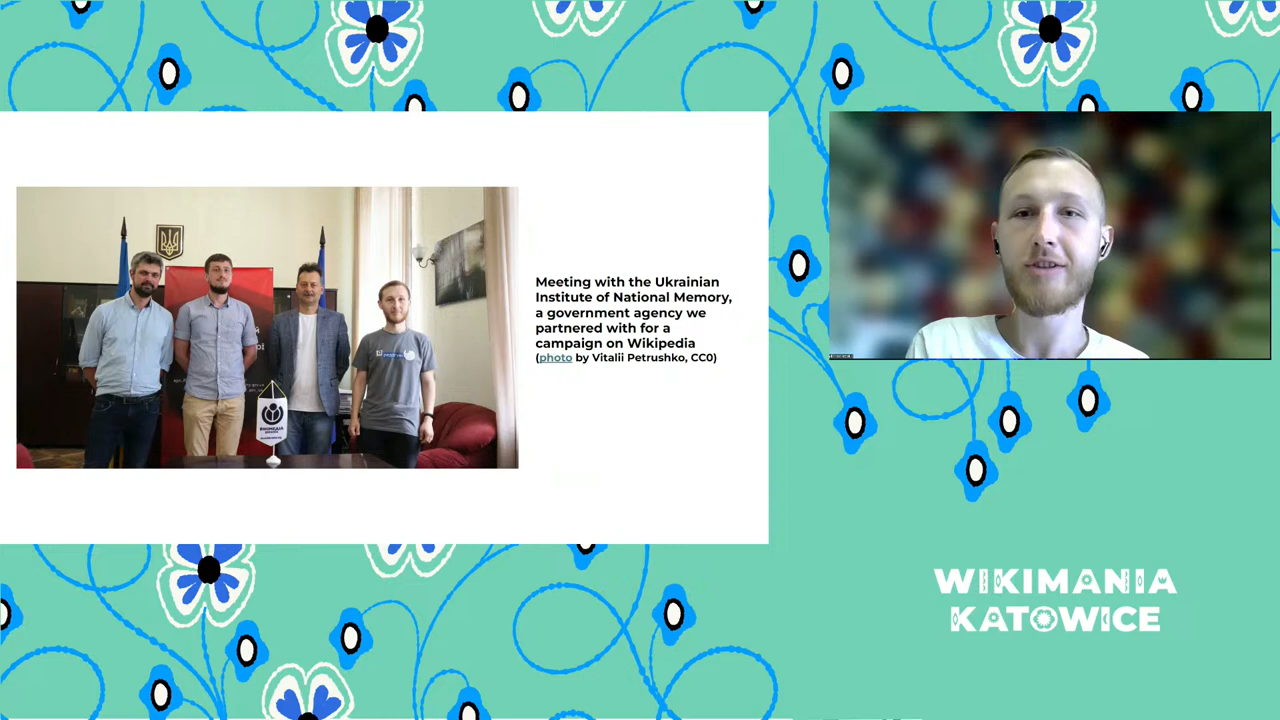 Meeting with the Ukrainian
Institute of National Memory,
a government agency we
partnered with for a
campaign on Wikipedia
(photo by Vitalii Petrushko, CC0)
ВІКІМЕДІА
WIKIMANIA
KATOWICE